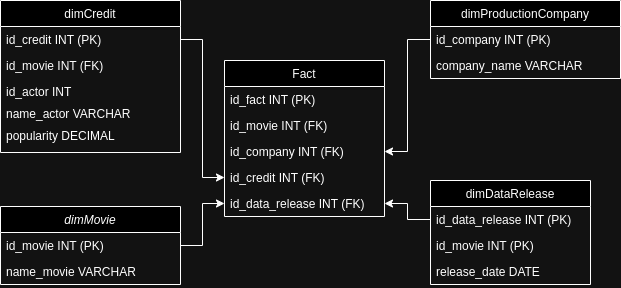 dimCredit
id_credit INT (PK)
id_movie INT (FK)
id_actor INT
name_actor VARCHAR
popularity DECIMAL
dimProductionCompany
id_company INT (PK)
company_name VARCHAR
Fact
id_fact INT (PK)
id_movie INT (FK)
id_company INT (FK)
id_credit INT (FK)
id_data_release INT (FK)
dimMovie
id_movie INT (PK)
name_movie VARCHAR
dimDataRelease
id_data_release INT (PK)
id_movie INT (PK)
release_date DATE